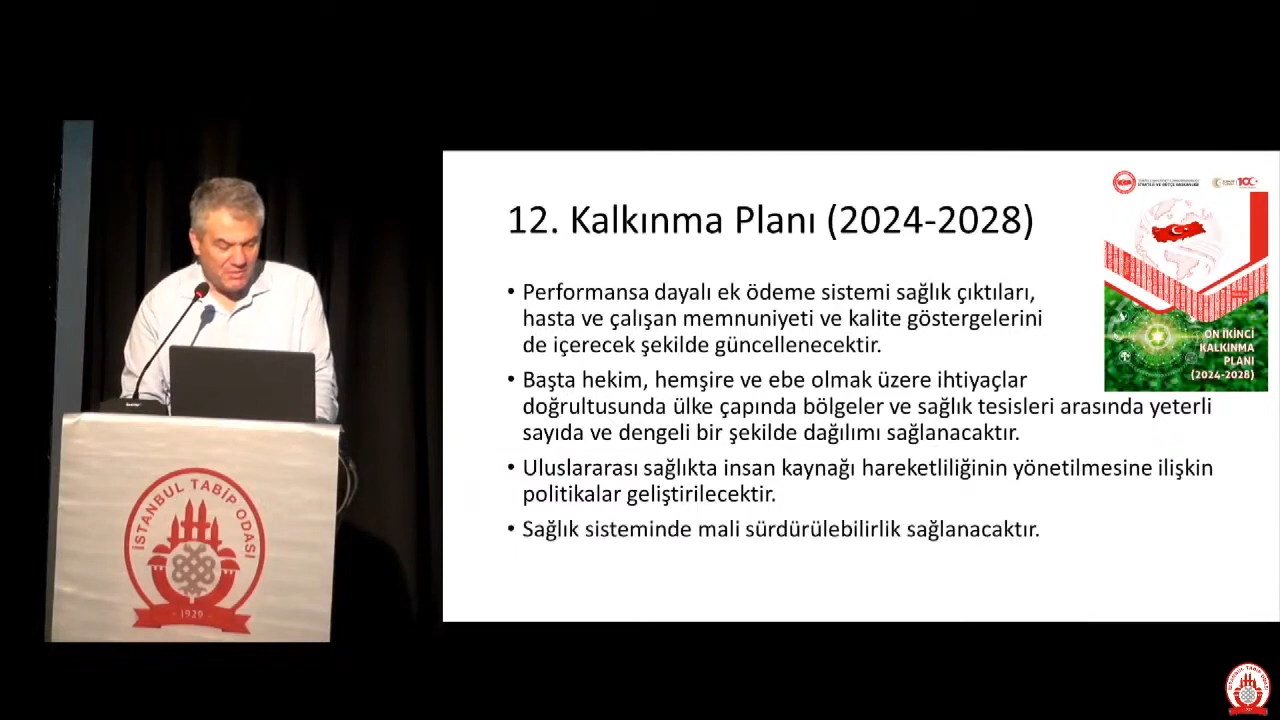 12. Kalkınma Planı (2024-2028)
• Performansa dayalı ek ödeme sistemi sağlık çıktıları,
hasta ve çalışan memnuniyeti ve kalite göstergelerini
de içerecek şekilde güncellenecektir.
• Başta hekim, hemşire ve ebe olmak üzere ihtiyaçlar
doğrultusunda ülke çapında bölgeler ve sağlık tesisleri arasında yeterli
sayıda ve dengeli bir şekilde dağılımı sağlanacaktır.
• Uluslararası sağlıkta insan kaynağı hareketliliğinin yönetilmesine ilişkin
politikalar geliştirilecektir.
• Sağlık sisteminde mali sürdürülebilirlik sağlanacaktır.
ON İKİNCİ
KALKINMA
PLANI
(2024-2028)
İSTANBUL TABİP ODASI
- 1929 -
İSTANBUL TABİP ODASI